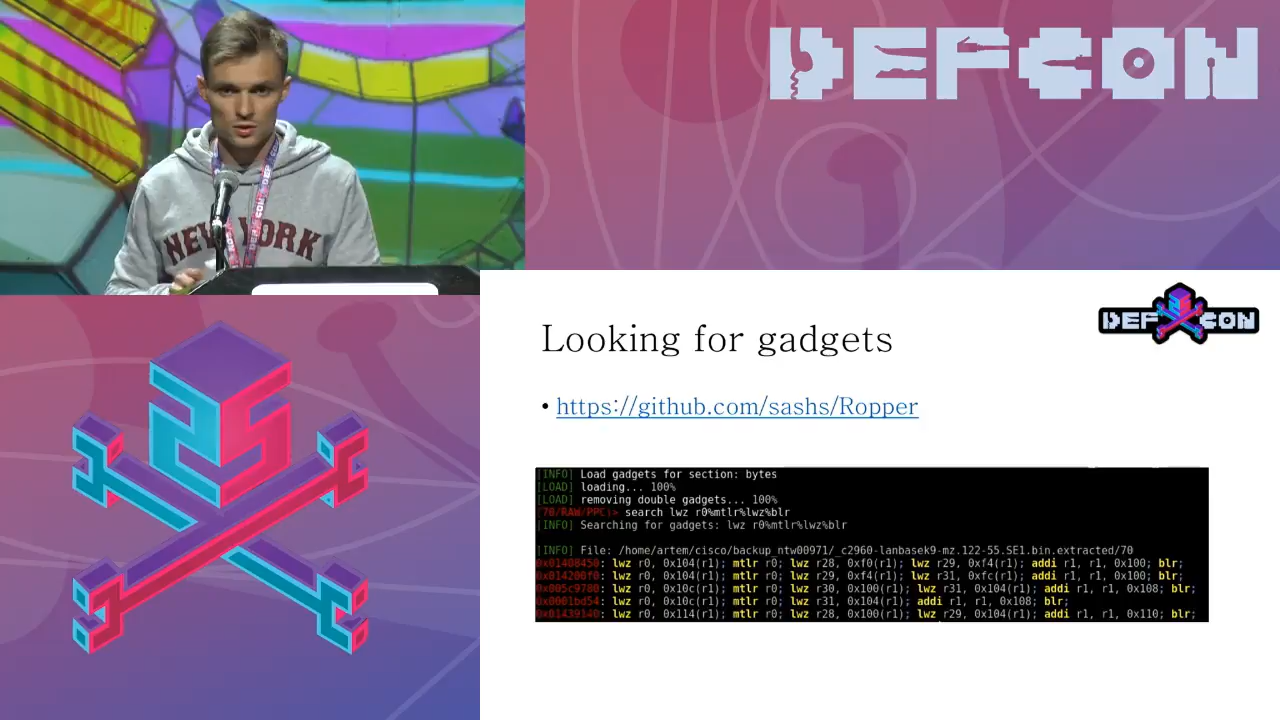 DEFCON
NEW YORK
DEF CON
Looking for gadgets
• https://github.com/sashs/Ropper
[INFO] Load gadgets for section: bytes
[LOAD] loading... 100%
[LOAD] removing double gadgets... 100%
(70/RAW/PPC)> search lwz r0%mtlr%lwz%blr
[INFO] Searching for gadgets: lwz r0%mtlr%lwz%blr
[INFO] File: /home/artem/cisco/backup_ntw00971/_c2960-lanbasek9-mz.122-55.SE1.bin.extracted/70
0x01408450: lwz r0, 0x104(r1); mtlr r0; lwz r28, 0xf0(r1); lwz r29, 0xf4(r1); addi r1, r1, 0x100; blr;
0x014200f0: lwz r0, 0x104(r1); mtlr r0; lwz r29, 0xf4(r1); lwz r31, 0xfc(r1); addi r1, r1, 0x100; blr;
0x005c9780: lwz r0, 0x10c(r1); mtlr r0; lwz r30, 0x100(r1); lwz r31, 0x104(r1); addi r1, r1, 0x108; blr;
0x0001bd54: lwz r0, 0x10c(r1); mtlr r0; lwz r31, 0x104(r1); addi r1, r1, 0x108; blr;
0x01439140: lwz r0, 0x114(r1); mtlr r0; lwz r28, 0x100(r1); lwz r29, 0x104(r1); addi r1, r1, 0x110; blr;